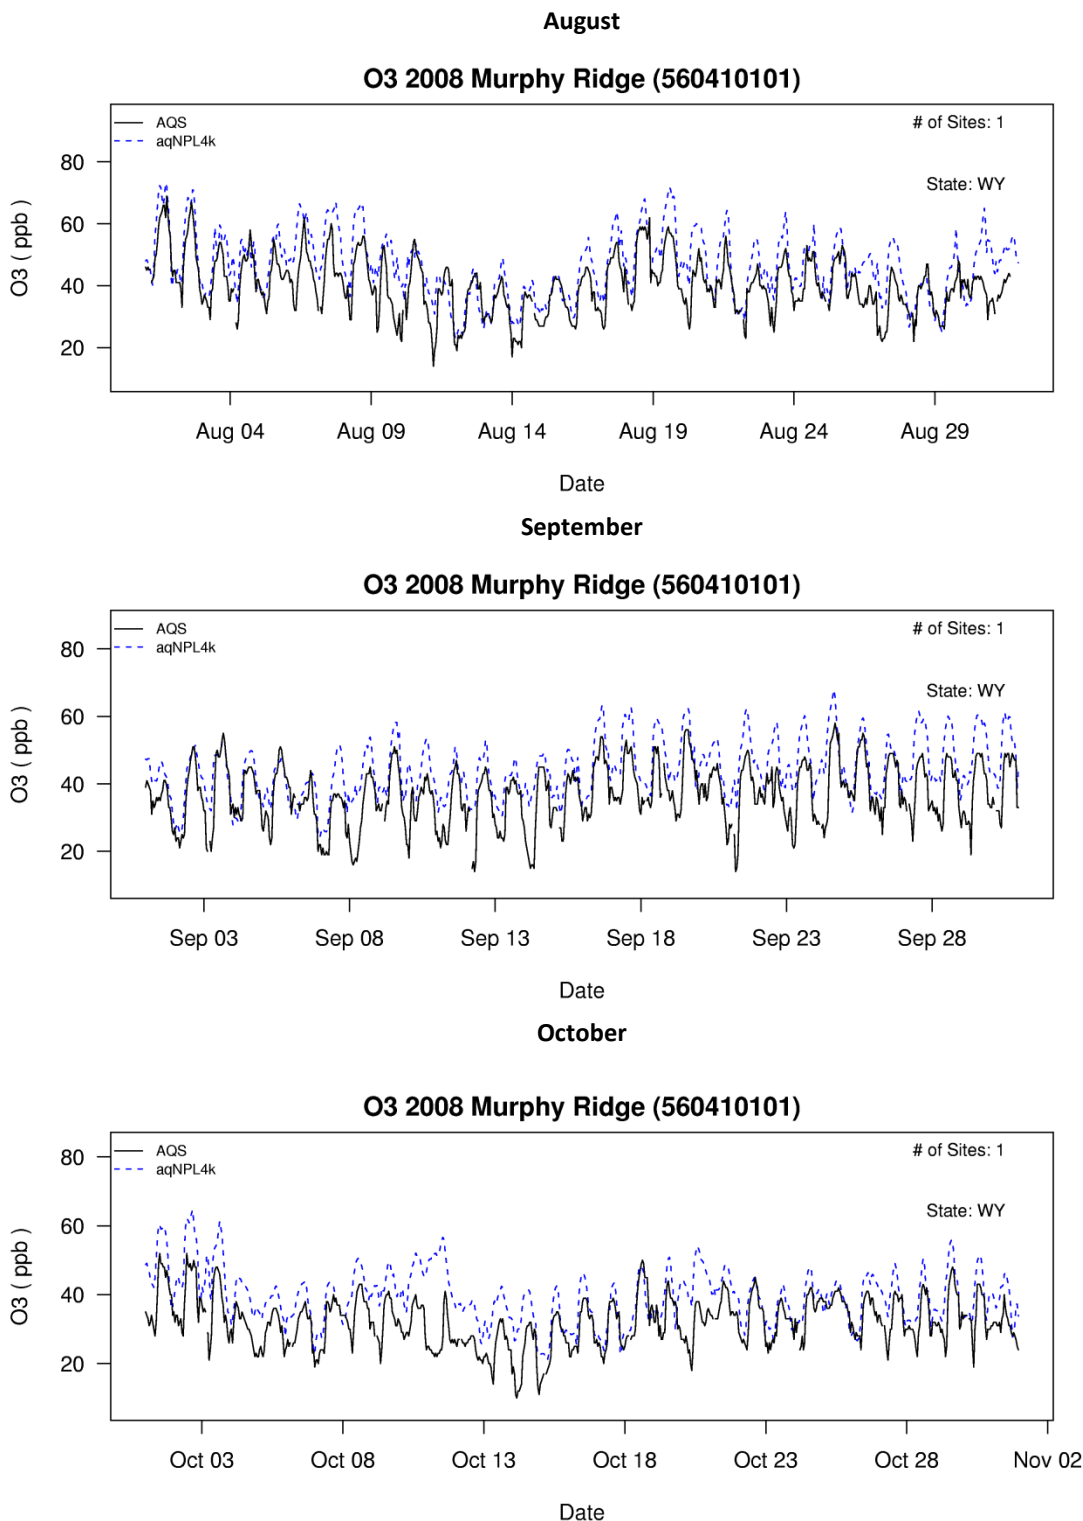 August
O3 2008 Murphy Ridge (560410101)
AQS
aqNPL4k
# of Sites: 1
State: WY
80
60
40
20
O3 ( ppb )
Aug 04 Aug 09 Aug 14 Aug 19 Aug 24 Aug 29
Date
September
O3 2008 Murphy Ridge (560410101)
AQS
aqNPL4k
# of Sites: 1
State: WY
80
60
40
20
O3 ( ppb )
Sep 03 Sep 08 Sep 13 Sep 18 Sep 23 Sep 28
Date
October
O3 2008 Murphy Ridge (560410101)
AQS
aqNPL4k
# of Sites: 1
State: WY
80
60
40
20
O3 ( ppb )
Oct 03 Oct 08 Oct 13 Oct 18 Oct 23 Oct 28 Nov 02
Date